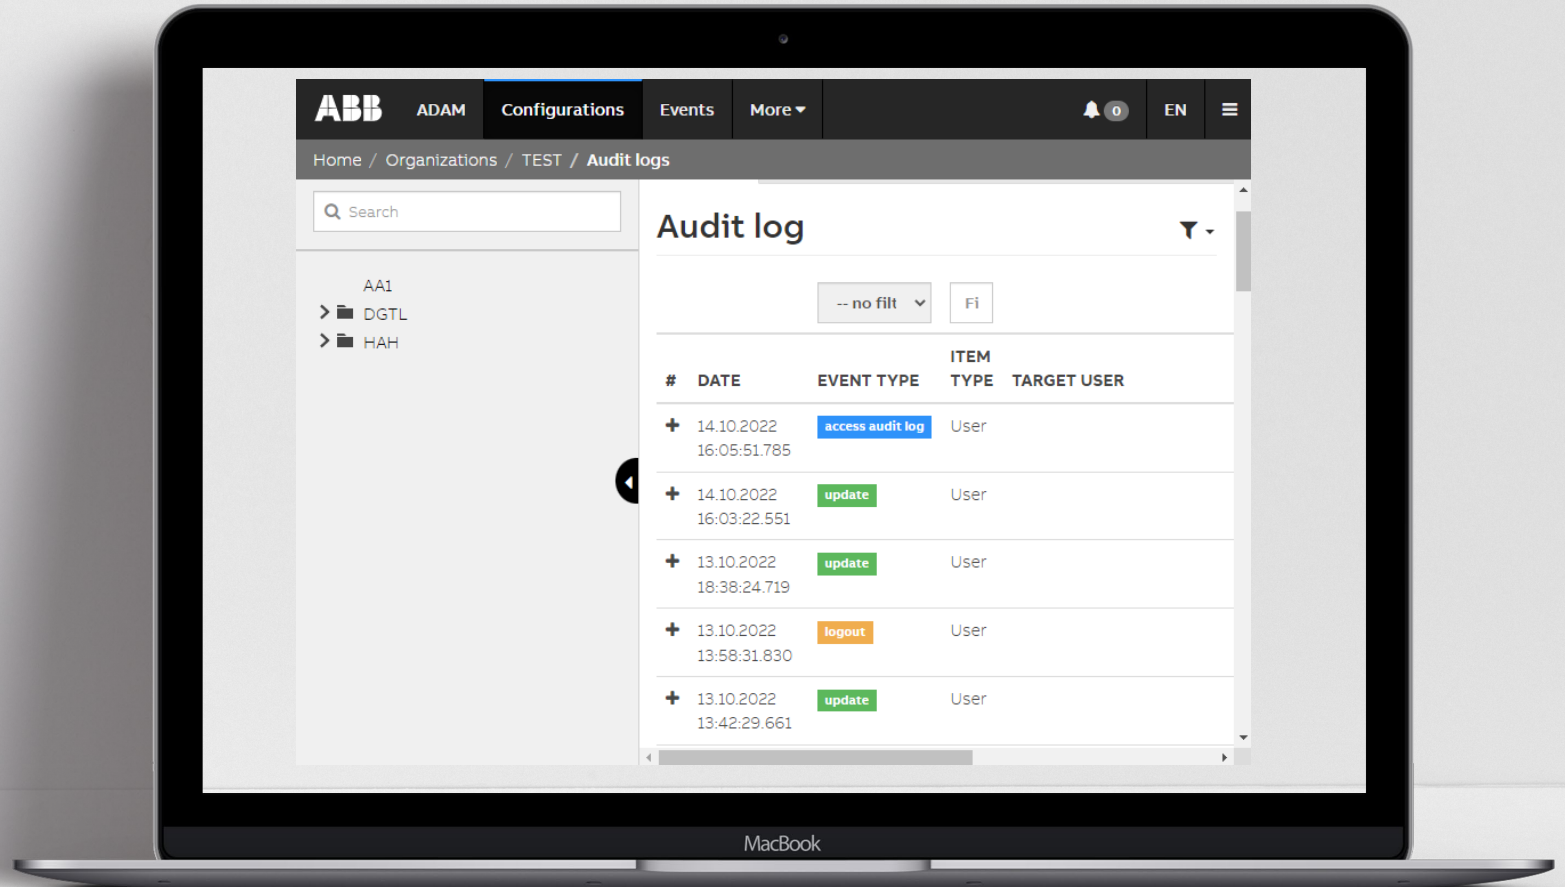 ABB ADAM Configurations Events More 0 EN
Home / Organizations / TEST / Audit logs
Search
AA1
DGTL
HAH
Audit log
-- no filt Fi
# DATE EVENT TYPE ITEM TYPE TARGET USER
14.10.2022 access audit log User
16:05:51.785
14.10.2022 update User
16:03:22.551
13.10.2022 update User
18:38:24.719
13.10.2022 logout User
13:58:31.830
13.10.2022 update User
13:42:29.661
MacBook